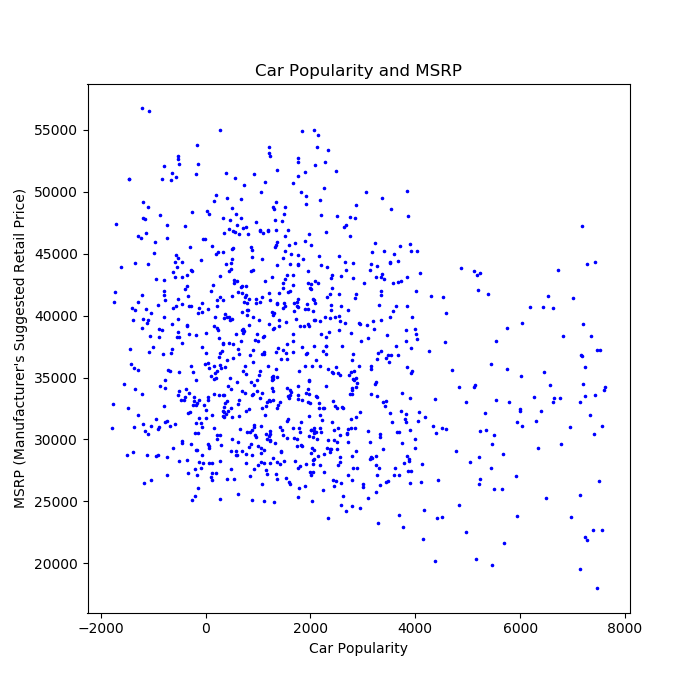 Car Popularity and MSRP
MSRP (Manufacturer's Suggested Retail Price)
55000
50000
45000
40000
35000
30000
25000
20000
−2000 0 2000 4000 6000 8000
Car Popularity